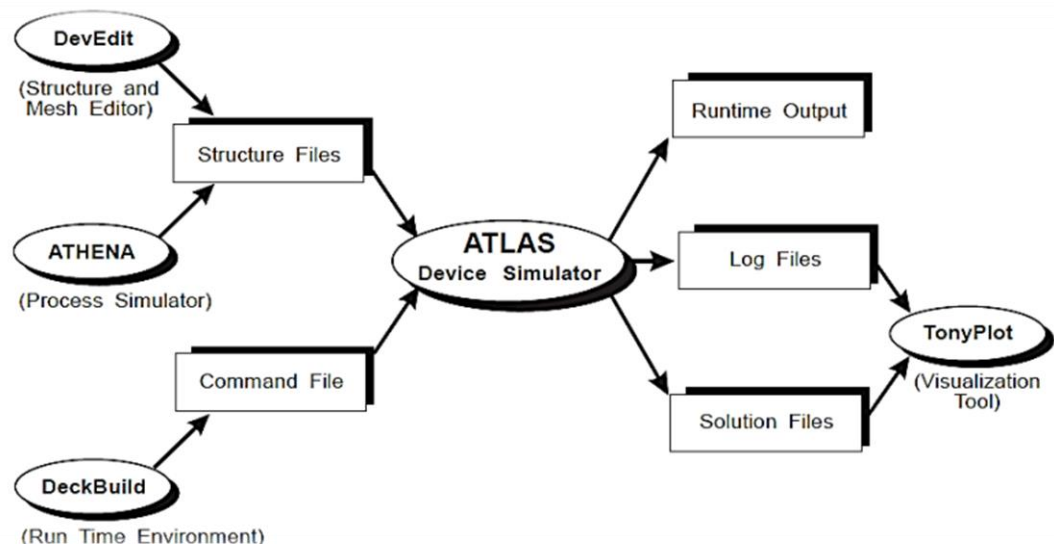 DevEdit
(Structure and
Mesh Editor)
Structure Files
ATHENA
(Process Simulator)
Command File
DeckBuild
(Run Time Environment)
ATLAS
Device Simulator
Runtime Output
Log Files
Solution Files
TonyPlot
(Visualization
Tool)